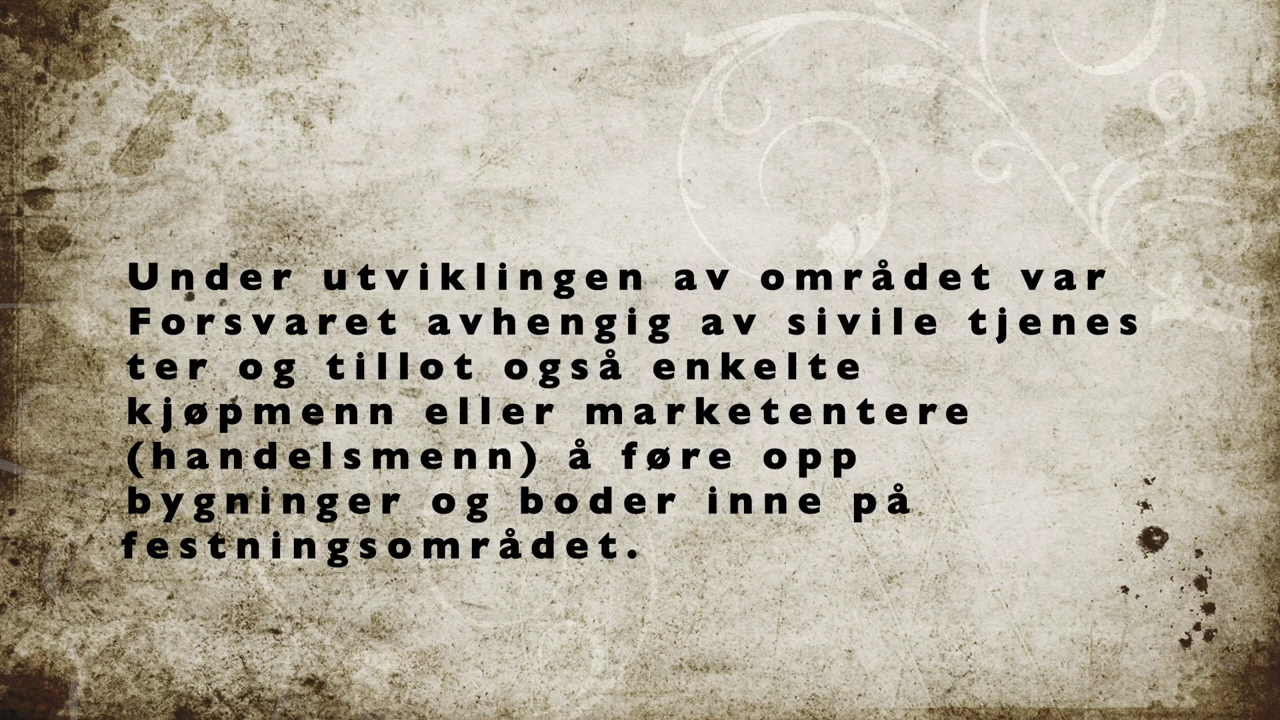 Under utviklingen av området var
Forsvaret avhengig av sivile tjenes
ter og tillot også enkelte
kjøpmenn eller marketentere
(handelsmenn) å føre opp
bygninger og boder inne på
festningsområdet.